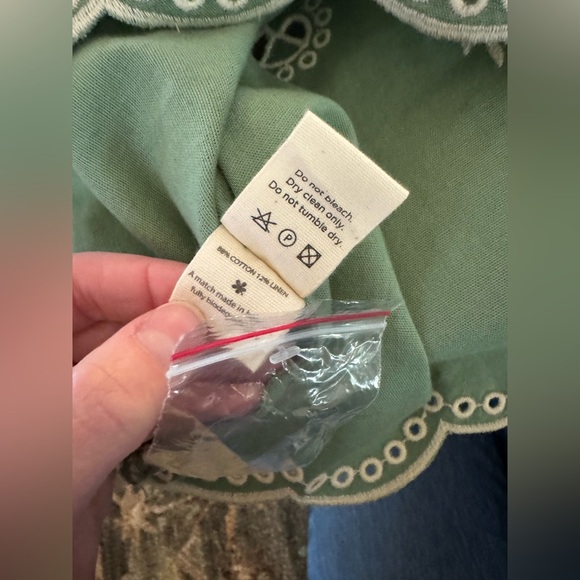 Do not bleach.
Dry clean only.
Do not tumble dry.
P
88% COTTON 12% LINEN
A match made in
fully